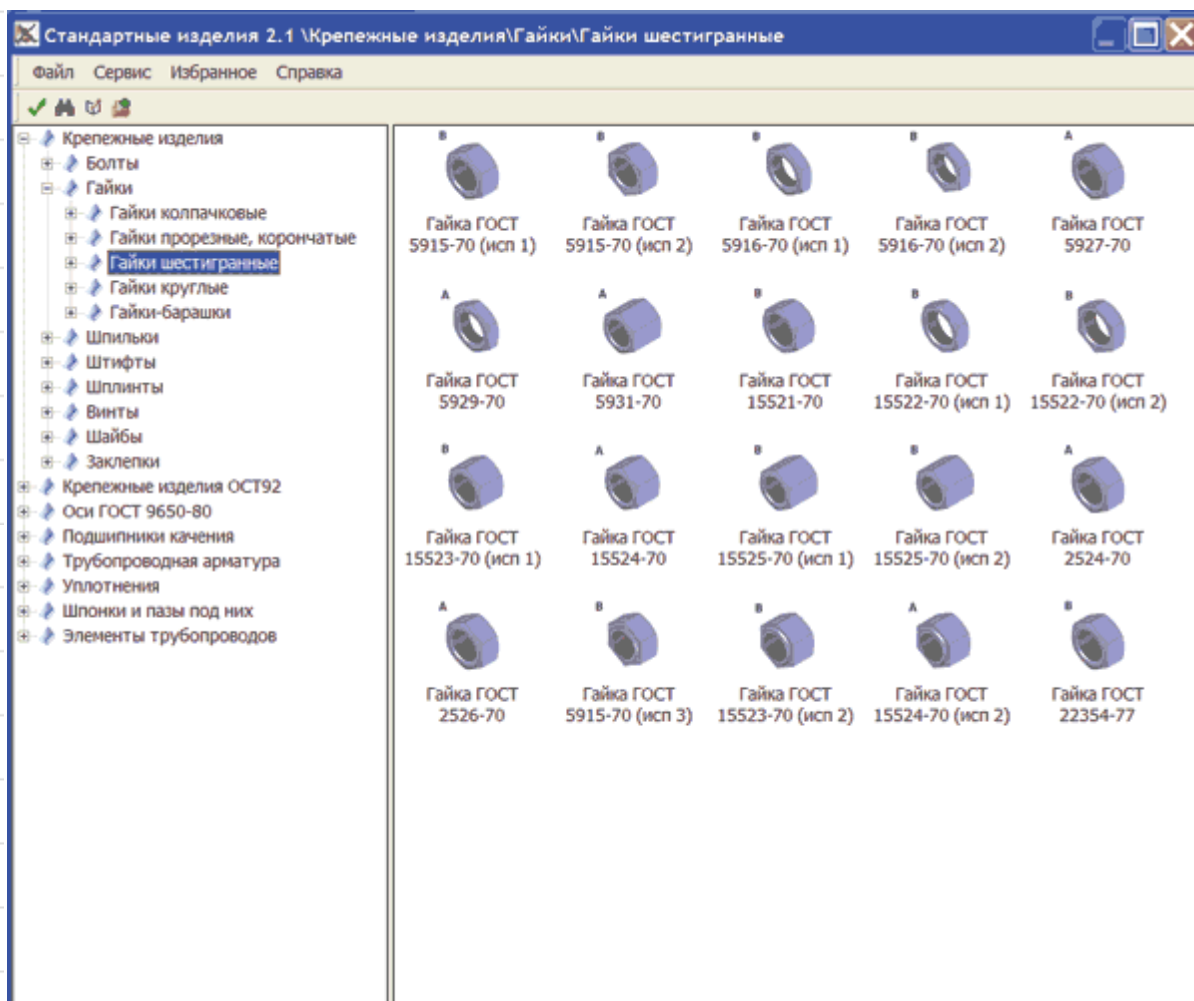 Стандартные изделия 2.1 \Крепежные изделия\Гайки\Гайки шестигранные
Файл Сервис Избранное Справка
Крепежные изделия
Болты
Гайки
Гайки колпачковые
Гайки прорезные, корончатые
Гайки шестигранные
Гайки круглые
Гайки-барашки
Шпильки
Штифты
Шплинты
Винты
Шайбы
Заклепки
Крепежные изделия ОСТ92
Оси ГОСТ 9650-80
Подшипники качения
Трубопроводная арматура
Уплотнения
Шпонки и пазы под них
Элементы трубопроводов
B B B B A
Гайка ГОСТ Гайка ГОСТ Гайка ГОСТ Гайка ГОСТ Гайка ГОСТ
5915-70 (исп 1) 5915-70 (исп 2) 5916-70 (исп 1) 5916-70 (исп 2) 5927-70
A A B B B
Гайка ГОСТ Гайка ГОСТ Гайка ГОСТ Гайка ГОСТ Гайка ГОСТ
5929-70 5931-70 15521-70 15522-70 (исп 1) 15522-70 (исп 2)
B A B B A
Гайка ГОСТ Гайка ГОСТ Гайка ГОСТ Гайка ГОСТ Гайка ГОСТ
15523-70 (исп 1) 15524-70 15525-70 (исп 1) 15525-70 (исп 2) 2524-70
A B B A B
Гайка ГОСТ Гайка ГОСТ Гайка ГОСТ Гайка ГОСТ Гайка ГОСТ
2526-70 5915-70 (исп 3) 15523-70 (исп 2) 15524-70 (исп 2) 22354-77